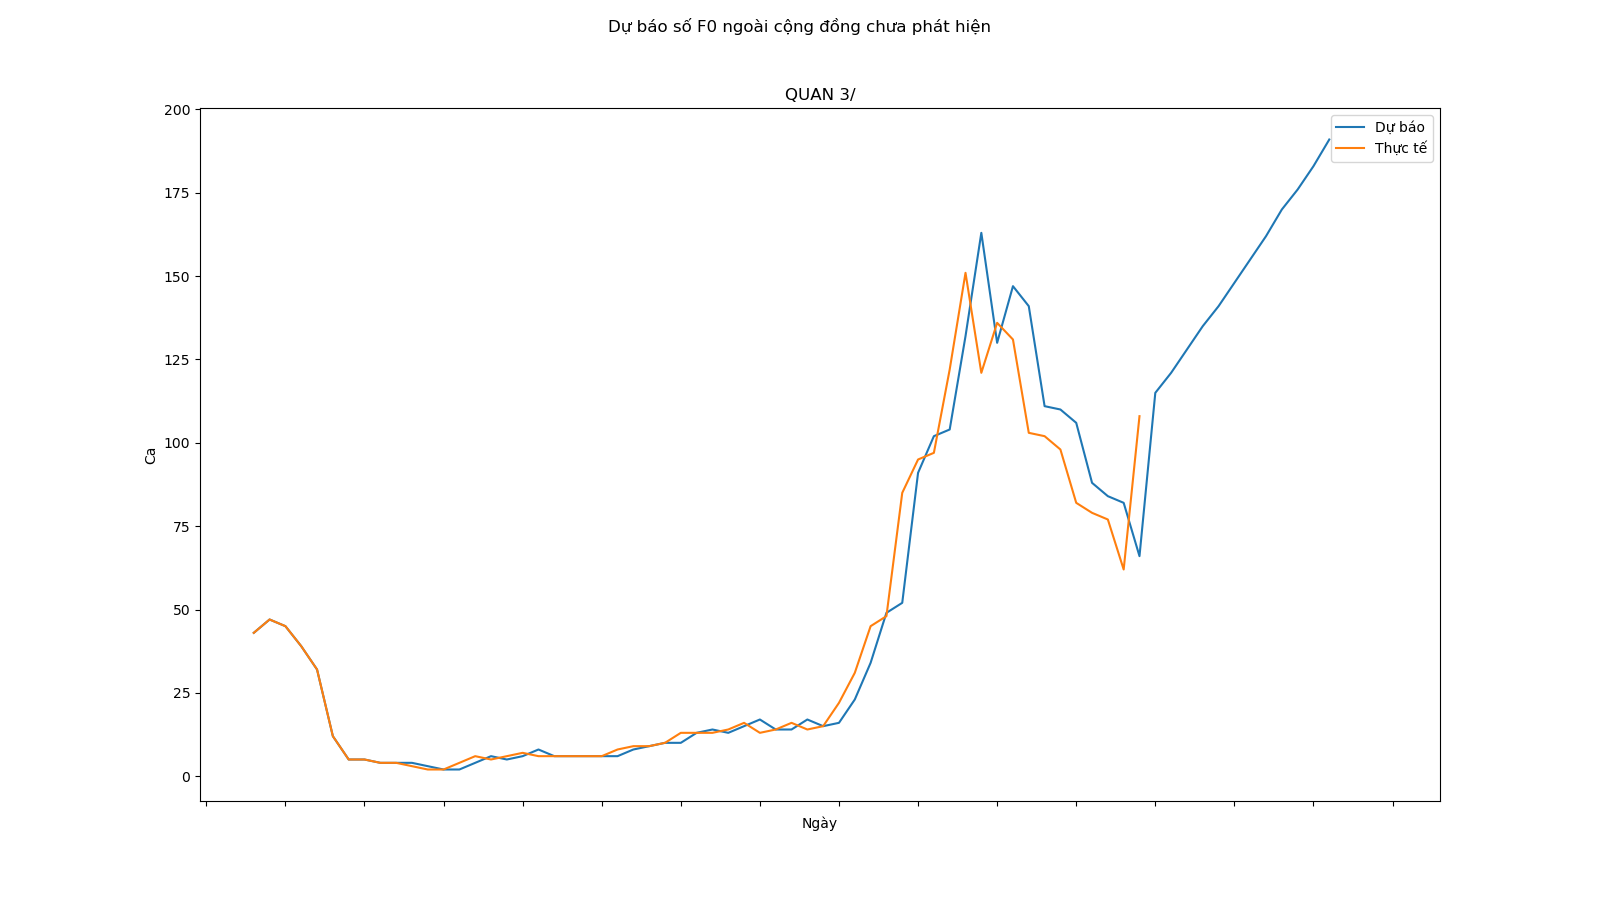 Dự báo số F0 ngoài cộng đồng chưa phát hiện
QUAN 3/
200
175
150
125
100
75
50
25
0
Ca
Ngày
Dự báo
Thực tế